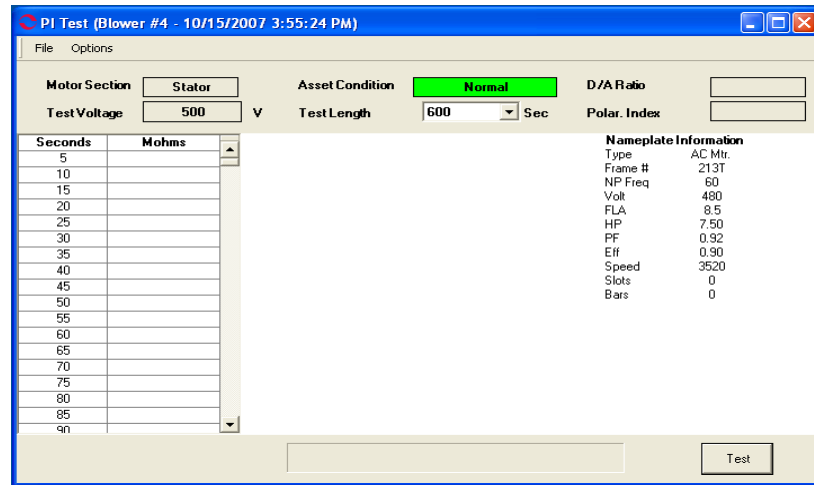 PI Test (Blower #4 - 10/15/2007 3:55:24 PM)
File Options
Motor Section Stator Asset Condition Normal D/A Ratio
Test Voltage 500 V Test Length 600 Sec Polar. Index
Seconds Mohms
5
10
15
20
25
30
35
40
45
50
55
60
65
70
75
80
85
90
Nameplate Information
Type AC Mtr.
Frame # 213T
NP Freq 60
Volt 480
FLA 8.5
HP 7.50
PF 0.92
Eff 0.90
Speed 3520
Slots 0
Bars 0
Test